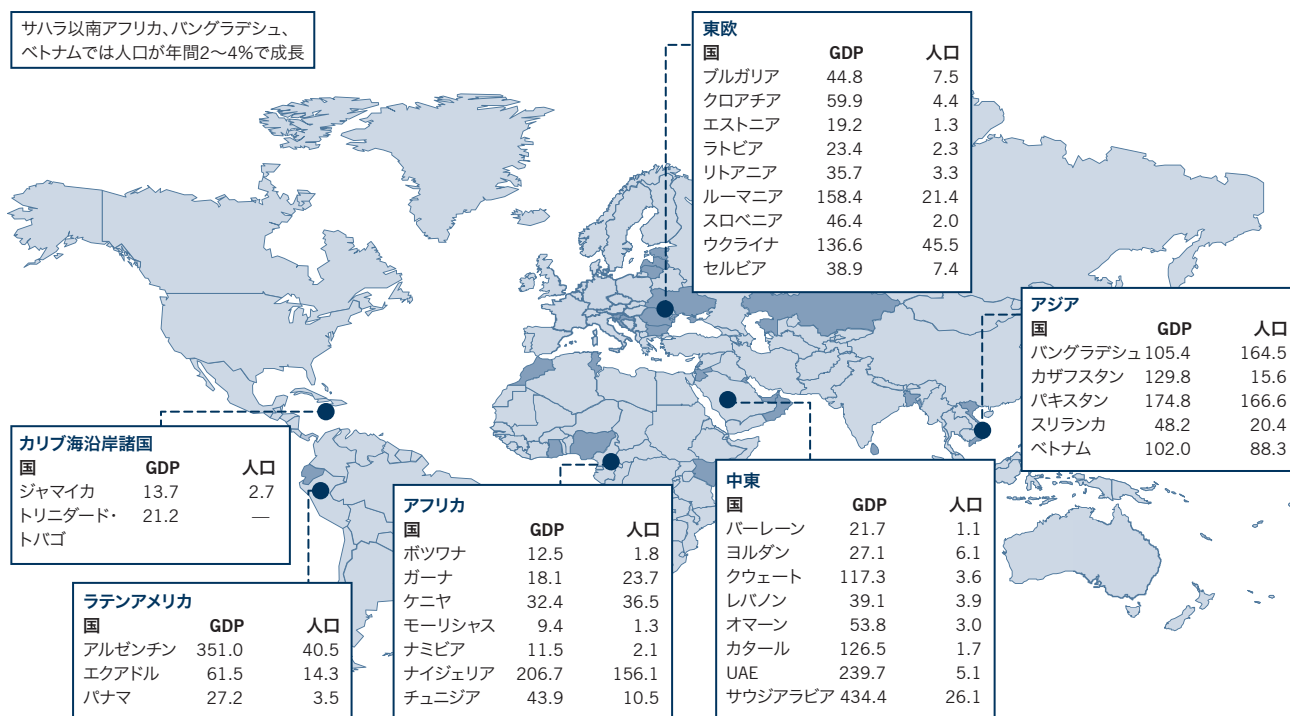 サハラ以南アフリカ、バングラデシュ、
ベトナムでは人口が年間2〜4%で成長
東欧
国 GDP 人口
ブルガリア 44.8 7.5
クロアチア 59.9 4.4
エストニア 19.2 1.3
ラトビア 23.4 2.3
リトアニア 35.7 3.3
ルーマニア 158.4 21.4
スロベニア 46.4 2.0
ウクライナ 136.6 45.5
セルビア 38.9 7.4
アジア
国 GDP 人口
バングラデシュ 105.4 164.5
カザフスタン 129.8 15.6
パキスタン 174.8 166.6
スリランカ 48.2 20.4
ベトナム 102.0 88.3
カリブ海沿岸諸国
国 GDP 人口
ジャマイカ 13.7 2.7
トリニダード・ 21.2 —
トバゴ
ラテンアメリカ
国 GDP 人口
アルゼンチン 351.0 40.5
エクアドル 61.5 14.3
パナマ 27.2 3.5
アフリカ
国 GDP 人口
ボツワナ 12.5 1.8
ガーナ 18.1 23.7
ケニヤ 32.4 36.5
モーリシャス 9.4 1.3
ナミビア 11.5 2.1
ナイジェリア 206.7 156.1
チュニジア 43.9 10.5
中東
国 GDP 人口
バーレーン 21.7 1.1
ヨルダン 27.1 6.1
クウェート 117.3 3.6
レバノン 39.1 3.9
オマーン 53.8 3.0
カタール 126.5 1.7
UAE 239.7 5.1
サウジアラビア 434.4 26.1